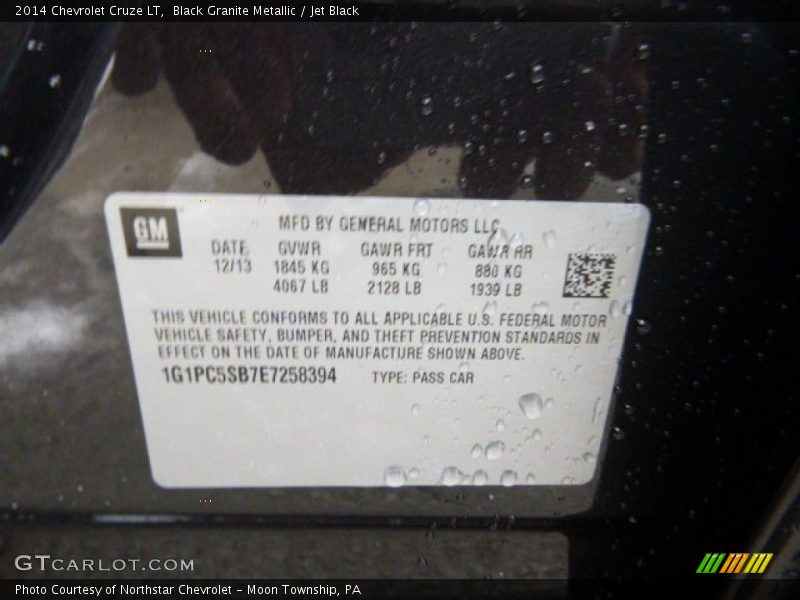 2014 Chevrolet Cruze LT, Black Granite Metallic / Jet Black
GM
MFD BY GENERAL MOTORS LLC
DATE GVWR GAWR FRT GAWR RR
12/13 1845 KG 965 KG 880 KG
4067 LB 2128 LB 1939 LB
THIS VEHICLE CONFORMS TO ALL APPLICABLE U.S. FEDERAL MOTOR
VEHICLE SAFETY, BUMPER, AND THEFT PREVENTION STANDARDS IN
EFFECT ON THE DATE OF MANUFACTURE SHOWN ABOVE.
1G1PC5SB7E7258394 TYPE: PASS CAR
GTCARLOT.COM
Photo Courtesy of Northstar Chevrolet - Moon Township, PA